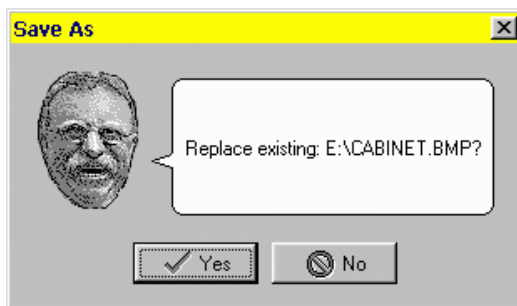 Save As
Replace existing: E:\CABINET.BMP?
Yes
No